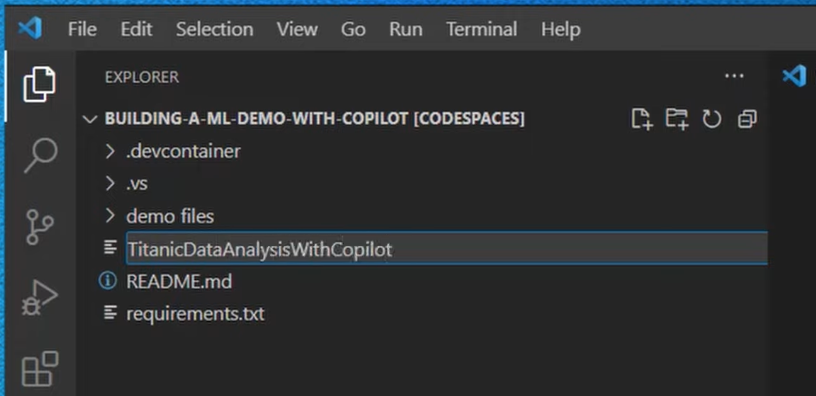 File Edit Selection View Go Run Terminal Help
EXPLORER
BUILDING-A-ML-DEMO-WITH-COPILOT [CODESPACES]
.devcontainer
.vs
demo files
TitanicDataAnalysisWithCopilot
README.md
requirements.txt